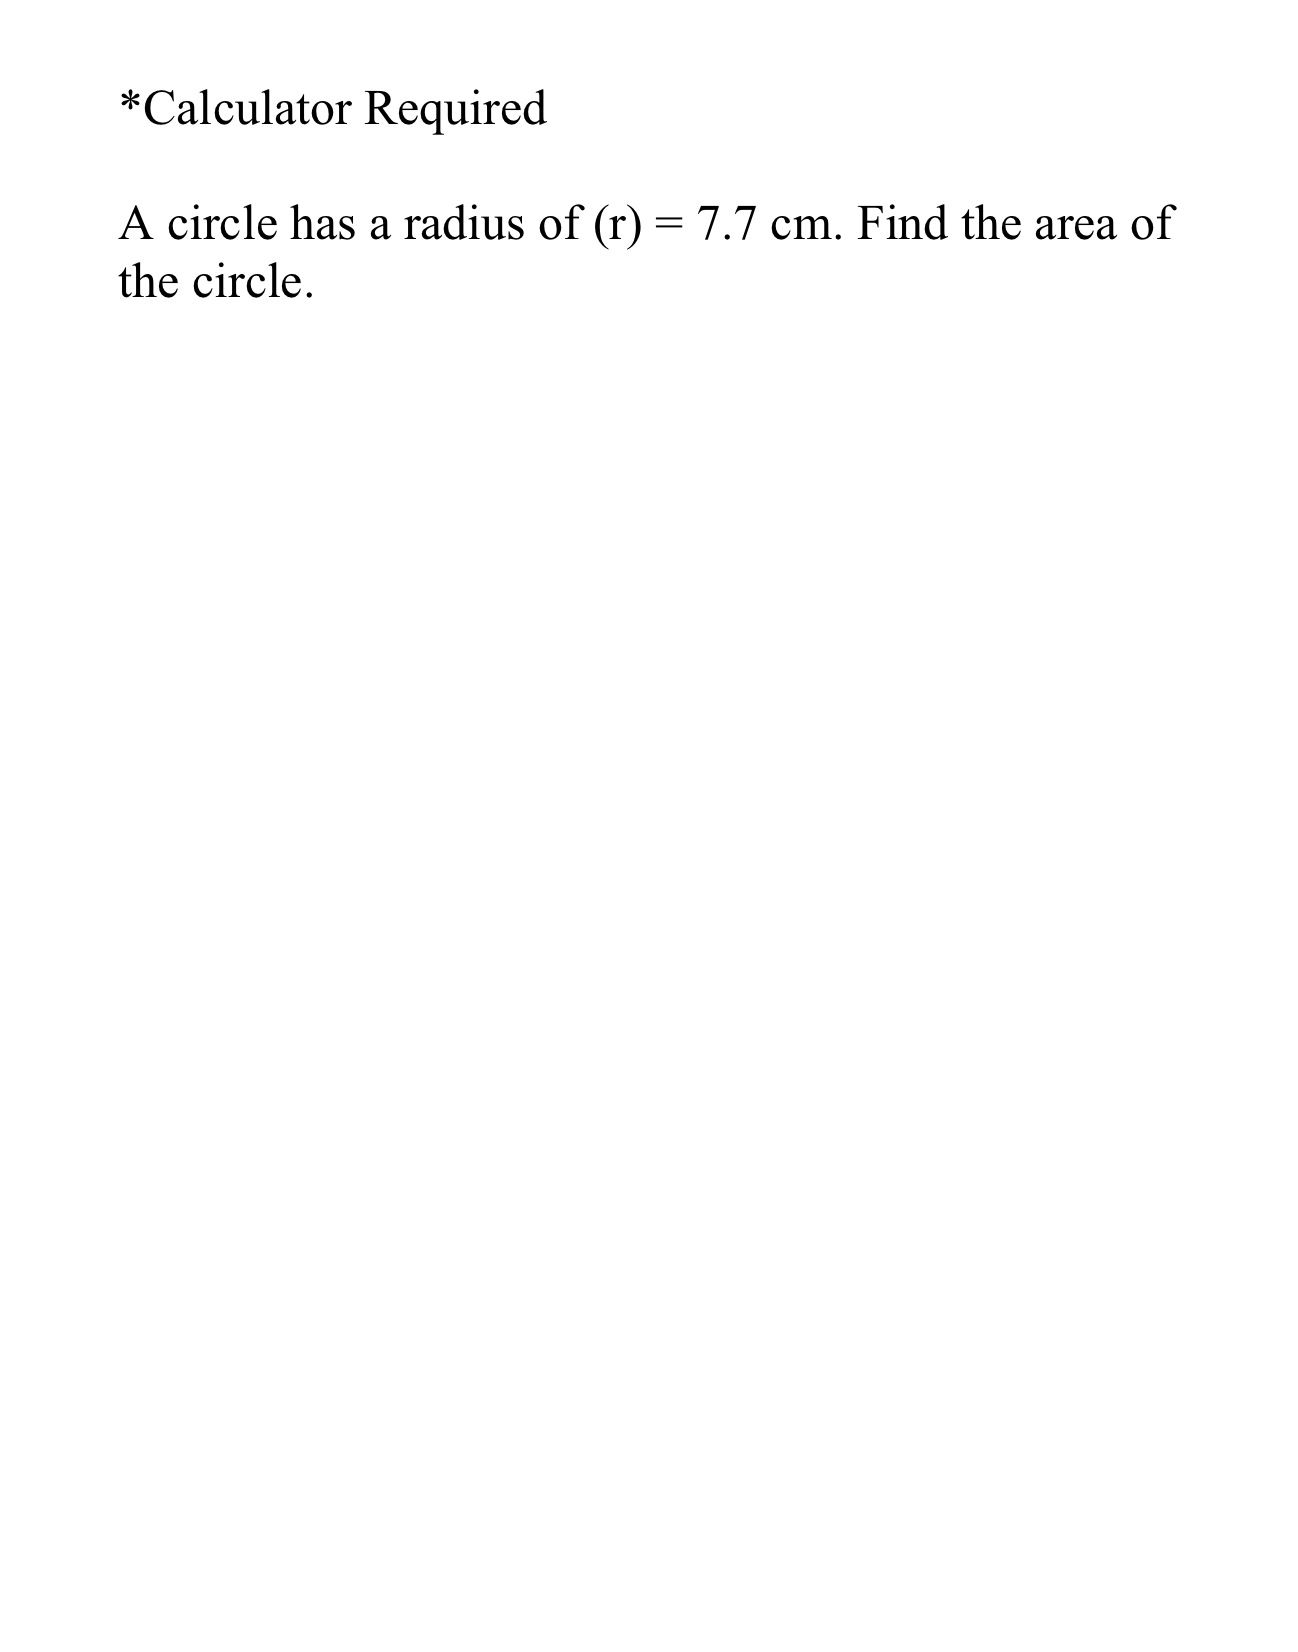 *Calculator Required
A circle has a radius of (r) = 7.7 cm. Find the area of
the circle.